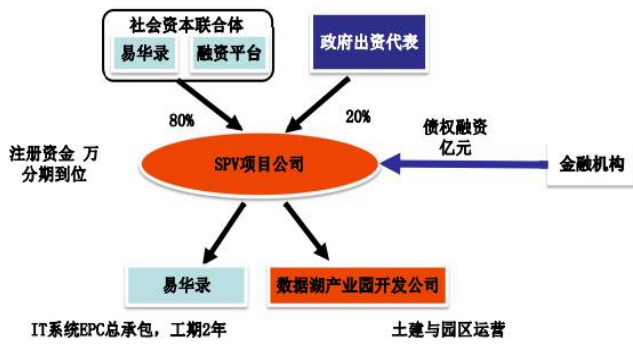 社会资本联合体
易华录
融资平台
政府出资代表
80%
20%
注册资金 万
分期到位
SPV项目公司
债权融资
亿元
金融机构
易华录
数据湖产业园开发公司
IT系统EPC总承包，工期2年
土建与园区运营